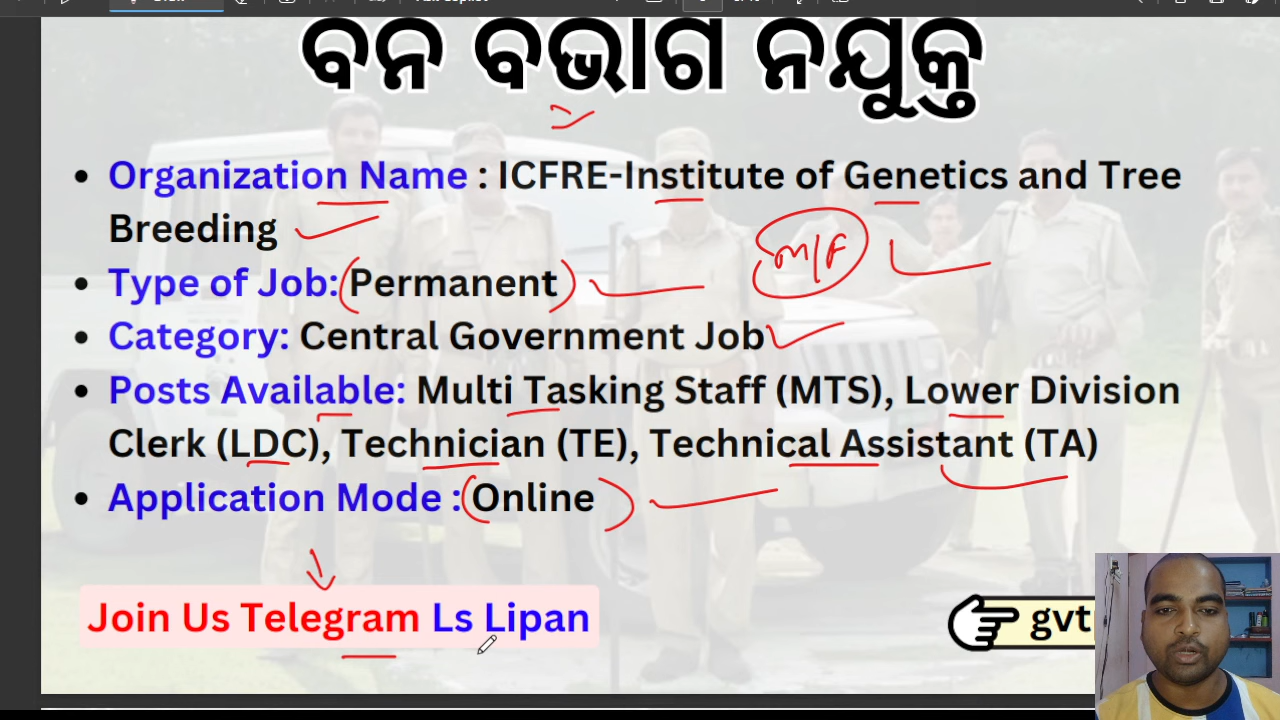 ବନ ବଭାଗ ନଯୁକ୍ତ
Organization Name : ICFRE-Institute of Genetics and Tree
Breeding
M/F
Type of Job: (Permanent)
Category: Central Government Job
Posts Available: Multi Tasking Staff (MTS), Lower Division
Clerk (LDC), Technician (TE), Technical Assistant (TA)
Application Mode : (Online)
Join Us Telegram Ls Lipan
gvt